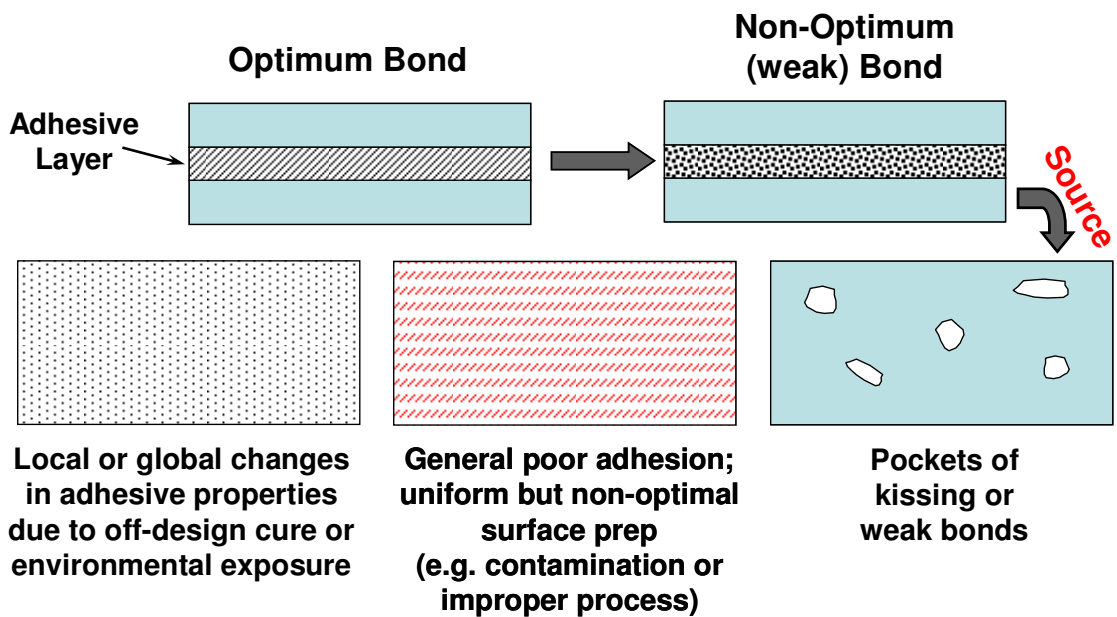 Optimum Bond
Non-Optimum
(weak) Bond
Adhesive
Layer
Source
Local or global changes
in adhesive properties
due to off-design cure or
environmental exposure
General poor adhesion;
uniform but non-optimal
surface prep
(e.g. contamination or
improper process)
Pockets of
kissing or
weak bonds